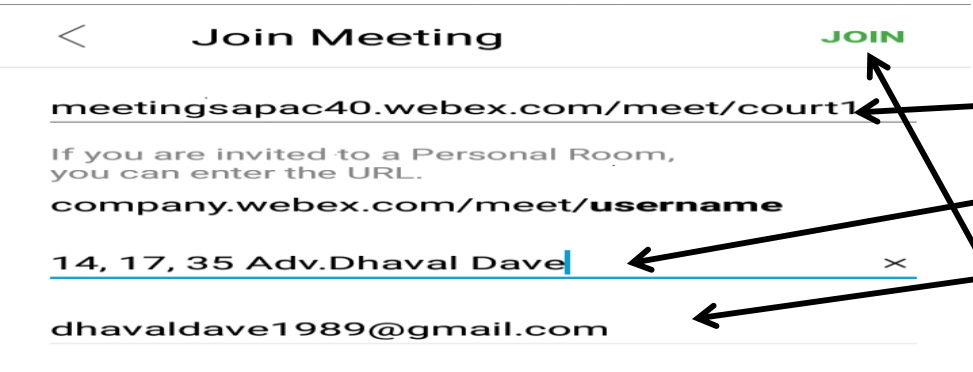 < Join Meeting JOIN
meetingsapac40.webex.com/meet/court1
If you are invited to a Personal Room,
you can enter the URL.
company.webex.com/meet/username
14, 17, 35 Adv.Dhaval Dave ×
dhavaldave1989@gmail.com